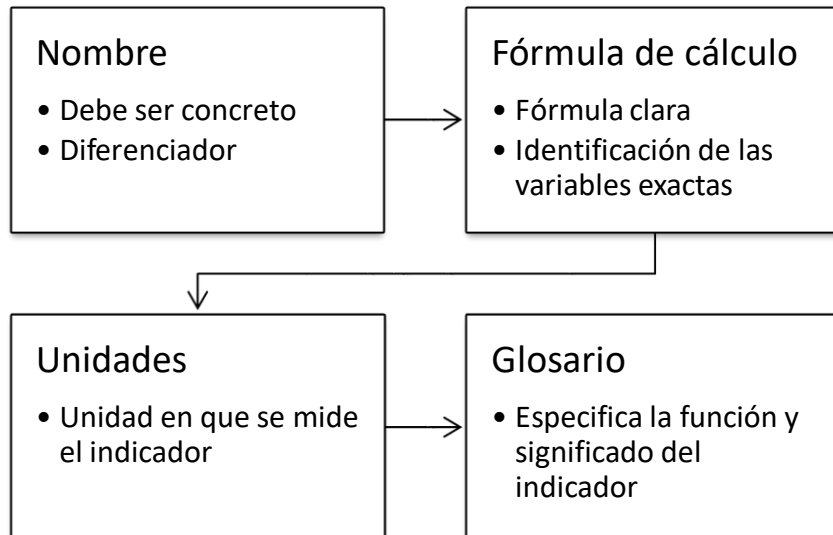 Nombre
• Debe ser concreto
• Diferenciador
Fórmula de cálculo
• Fórmula clara
• Identificación de las
variables exactas
Unidades
• Unidad en que se mide
el indicador
Glosario
• Especifica la función y
significado del
indicador